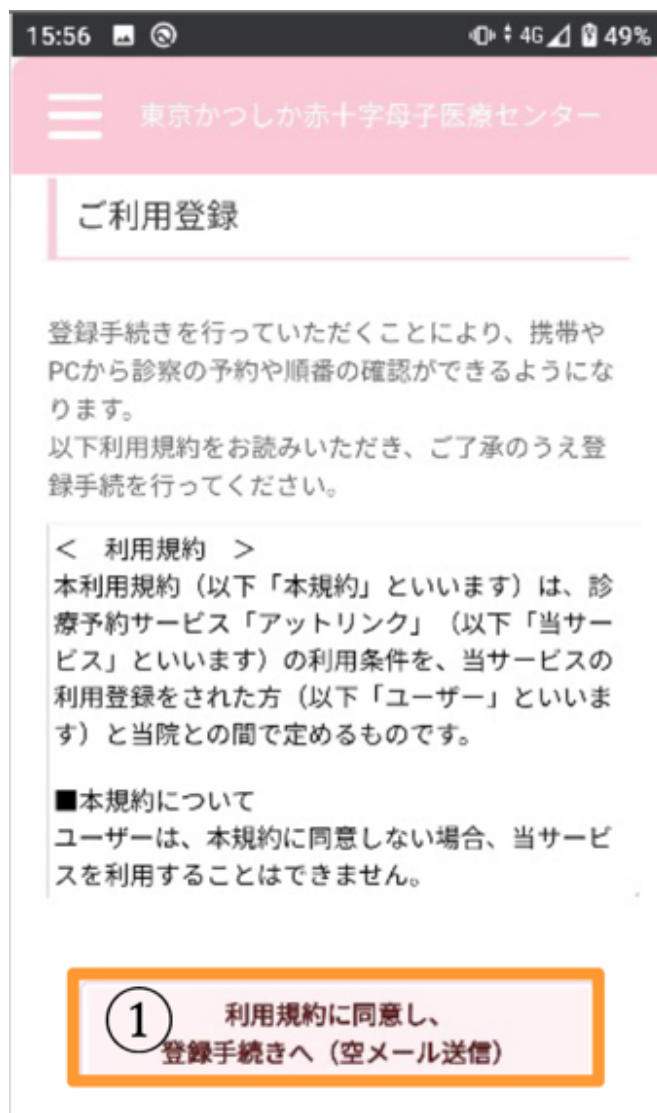 15:56 4G 49%
東京かつしか赤十字母子医療センター
ご利用登録
登録手続きを行っていただくことにより、携帯や
PCから診察の予約や順番の確認ができるようにな
ります。
以下利用規約をお読みいただき、ご了承のうえ登
録手続を行ってください。
＜　利用規約　＞
本利用規約（以下「本規約」といいます）は、診
療予約サービス「アットリンク」（以下「当サー
ビス」といいます）の利用条件を、当サービスの
利用登録をされた方（以下「ユーザー」といいま
す）と当院との間で定めるものです。
■本規約について
ユーザーは、本規約に同意しない場合、当サービ
スを利用することはできません。
① 利用規約に同意し、
登録手続きへ（空メール送信）